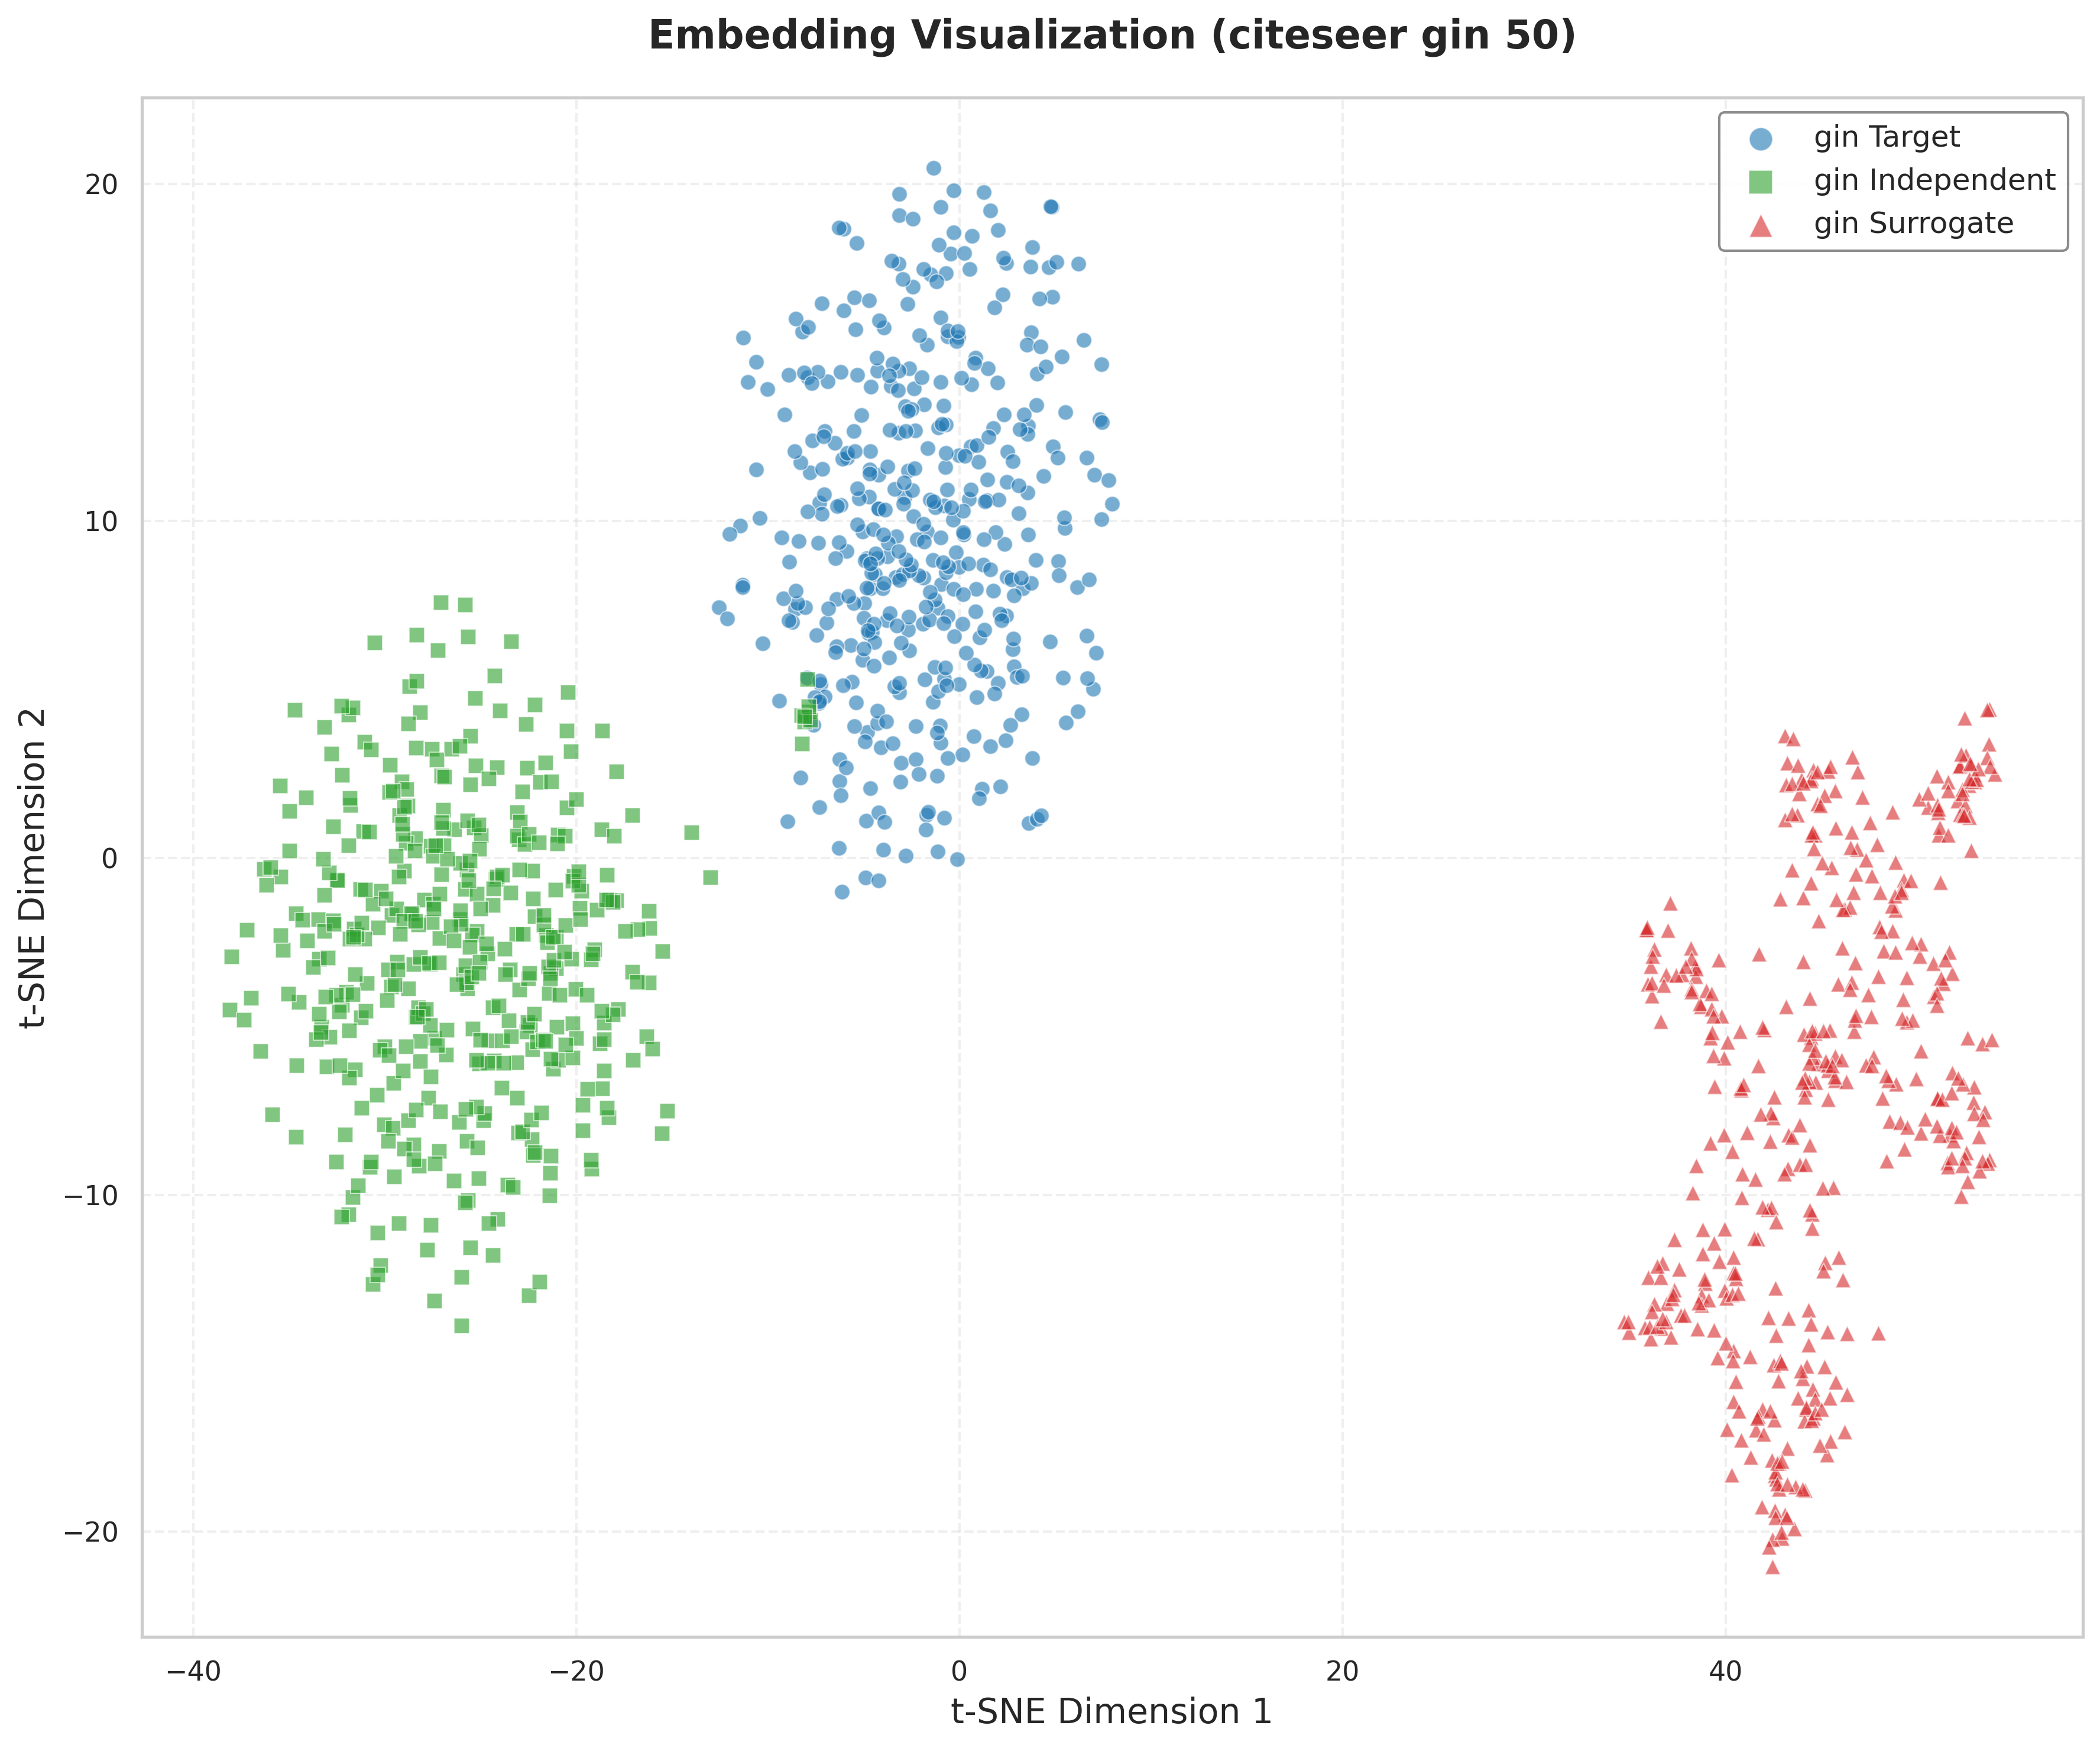 Embedding Visualization (citeseer gin 50)
gin Target
gin Independent
gin Surrogate
t-SNE Dimension 2
20
10
0
−10
−20
−40
−20
0
20
40
t-SNE Dimension 1